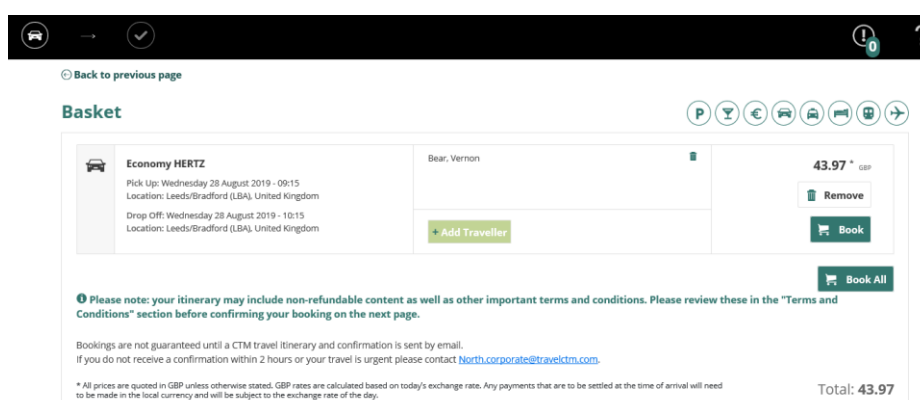 0
Back to previous page
Basket
P
€
Economy HERTZ
Pick Up: Wednesday 28 August 2019 - 09:15
Location: Leeds/Bradford (LBA), United Kingdom
Drop Off: Wednesday 28 August 2019 - 10:15
Location: Leeds/Bradford (LBA), United Kingdom
Bear, Vernon
+ Add Traveller
43.97 * GBP
Remove
Book
Book All
Please note: your itinerary may include non-refundable content as well as other important terms and conditions. Please review these in the "Terms and
Conditions" section before confirming your booking on the next page.
Bookings are not guaranteed until a CTM travel itinerary and confirmation is sent by email.
If you do not receive a confirmation within 2 hours or your travel is urgent please contact North.corporate@travelctm.com.
* All prices are quoted in GBP unless otherwise stated. GBP rates are calculated based on today's exchange rate. Any payments that are to be settled at the time of arrival will need
to be made in the local currency and will be subject to the exchange rate of the day.
Total: 43.97